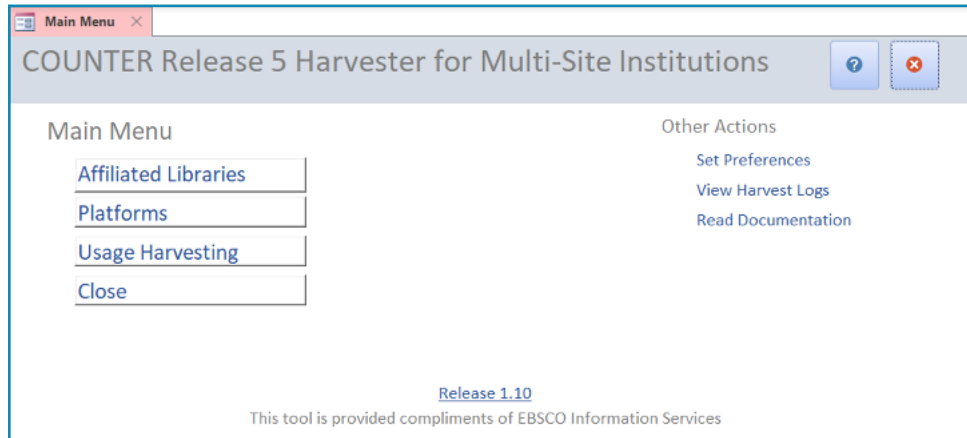 Main Menu
COUNTER Release 5 Harvester for Multi-Site Institutions
Main Menu
Affiliated Libraries
Platforms
Usage Harvesting
Close
Other Actions
Set Preferences
View Harvest Logs
Read Documentation
Release 1.10
This tool is provided compliments of EBSCO Information Services